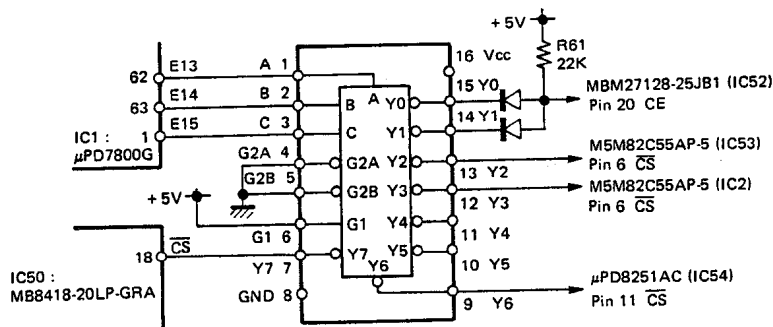 + 5V
R61
22K
16 Vcc
62 E13 A 1
15 Y0
MBM27128-25JB1 (IC52)
Pin 20 CE
63 E14 B 2
B A Y0
14 Y1
1 E15 C 3
C Y1
IC1 :
µPD7800G
G2A 4
G2A Y2
M5M82C55AP-5 (IC53)
Pin 6 CS
13 Y2
G2B 5
G2B Y3
M5M82C55AP-5 (IC2)
Pin 6 CS
12 Y3
+ 5V
G1 Y4
11 Y4
G1 6
18 CS
Y7 Y5
Y6
10 Y5
IC50 :
MB8418-20LP-GRA
Y7 7
GND 8
9 Y6
µPD8251AC (IC54)
Pin 11 CS